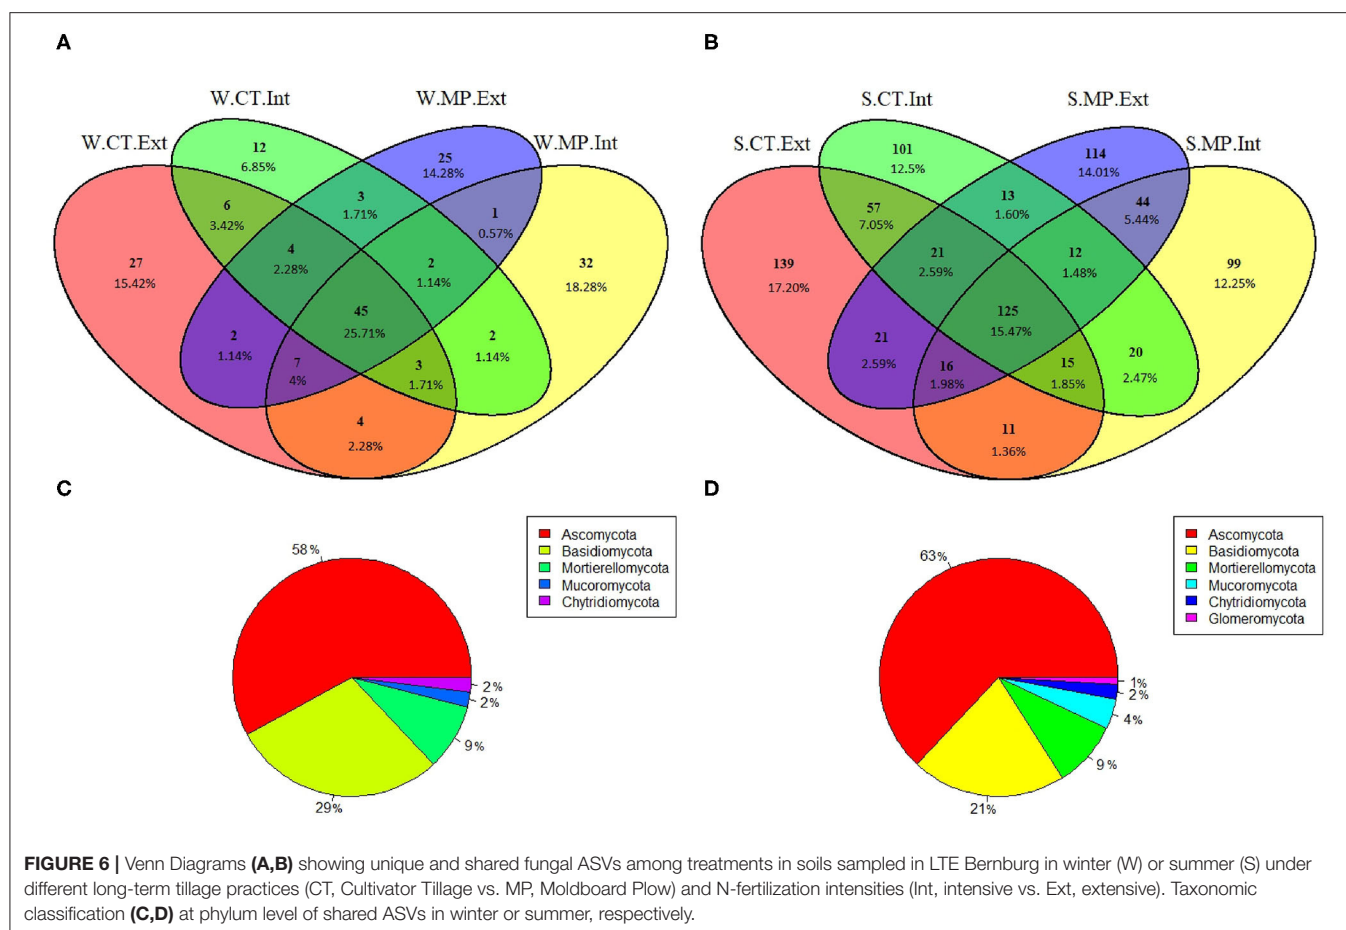 A
W.CT.Ext
W.CT.Int
W.MP.Ext
W.MP.Int
12
6.85%
25
14.28%
6
3.42%
3
1.71%
1
0.57%
27
15.42%
4
2.28%
2
1.14%
32
18.28%
45
25.71%
2
1.14%
2
1.14%
7
4%
3
1.71%
4
2.28%
B
S.CT.Ext
S.CT.Int
S.MP.Ext
S.MP.Int
101
12.5%
114
14.01%
57
7.05%
13
1.60%
44
5.44%
139
17.20%
21
2.59%
12
1.48%
99
12.25%
125
15.47%
21
2.59%
20
2.47%
16
1.98%
15
1.85%
11
1.36%
C
58%
29%
9%
2%
2%
Ascomycota
Basidiomycota
Mortierellomycota
Mucoromycota
Chytridiomycota
D
63%
21%
9%
4%
2%
1%
Ascomycota
Basidiomycota
Mortierellomycota
Mucoromycota
Chytridiomycota
Glomeromycota
FIGURE 6 | Venn Diagrams (A,B) showing unique and shared fungal ASVs among treatments in soils sampled in LTE Bernburg in winter (W) or summer (S) under
different long-term tillage practices (CT, Cultivator Tillage vs. MP, Moldboard Plow) and N-fertilization intensities (Int, intensive vs. Ext, extensive). Taxonomic
classification (C,D) at phylum level of shared ASVs in winter or summer, respectively.